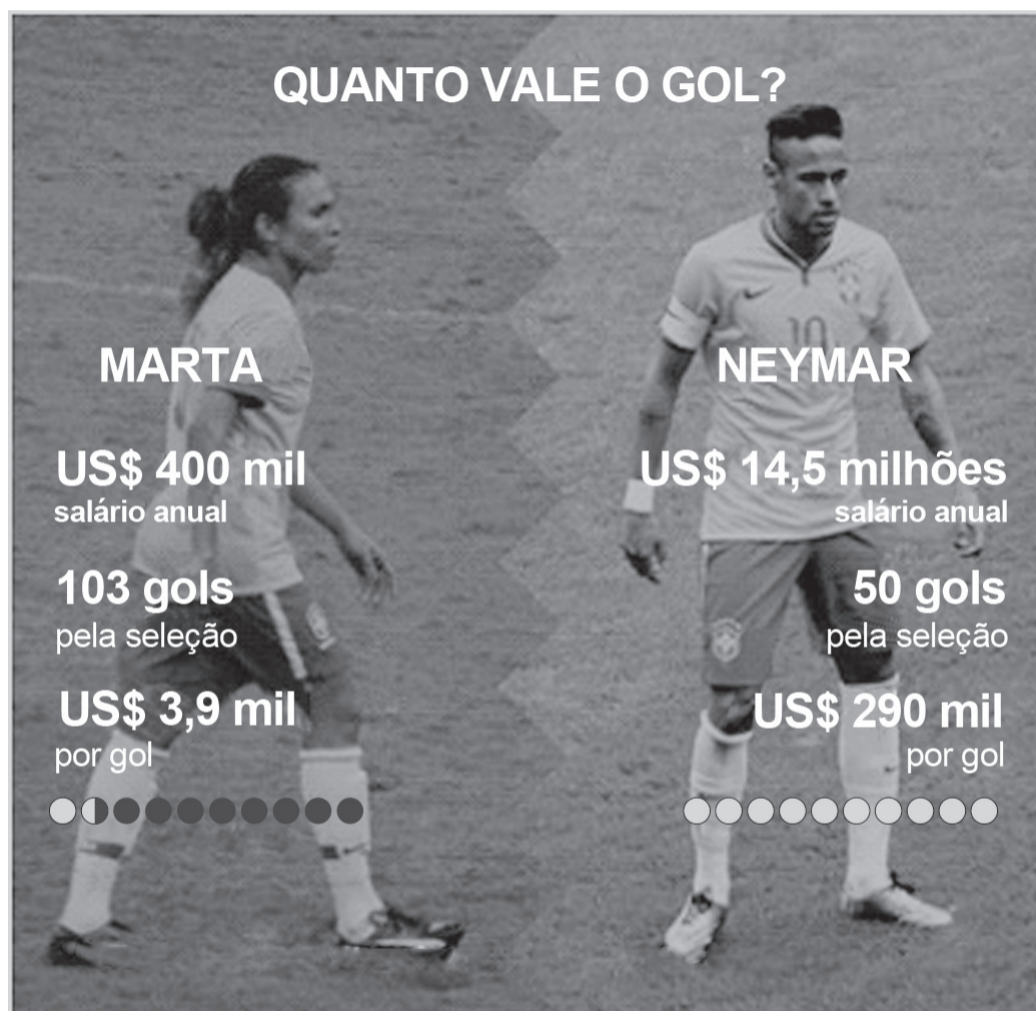 QUANTO VALE O GOL?
MARTA
US$ 400 mil
salário anual
103 gols
pela seleção
US$ 3,9 mil
por gol
10
NEYMAR
US$ 14,5 milhões
salário anual
50 gols
pela seleção
US$ 290 mil
por gol